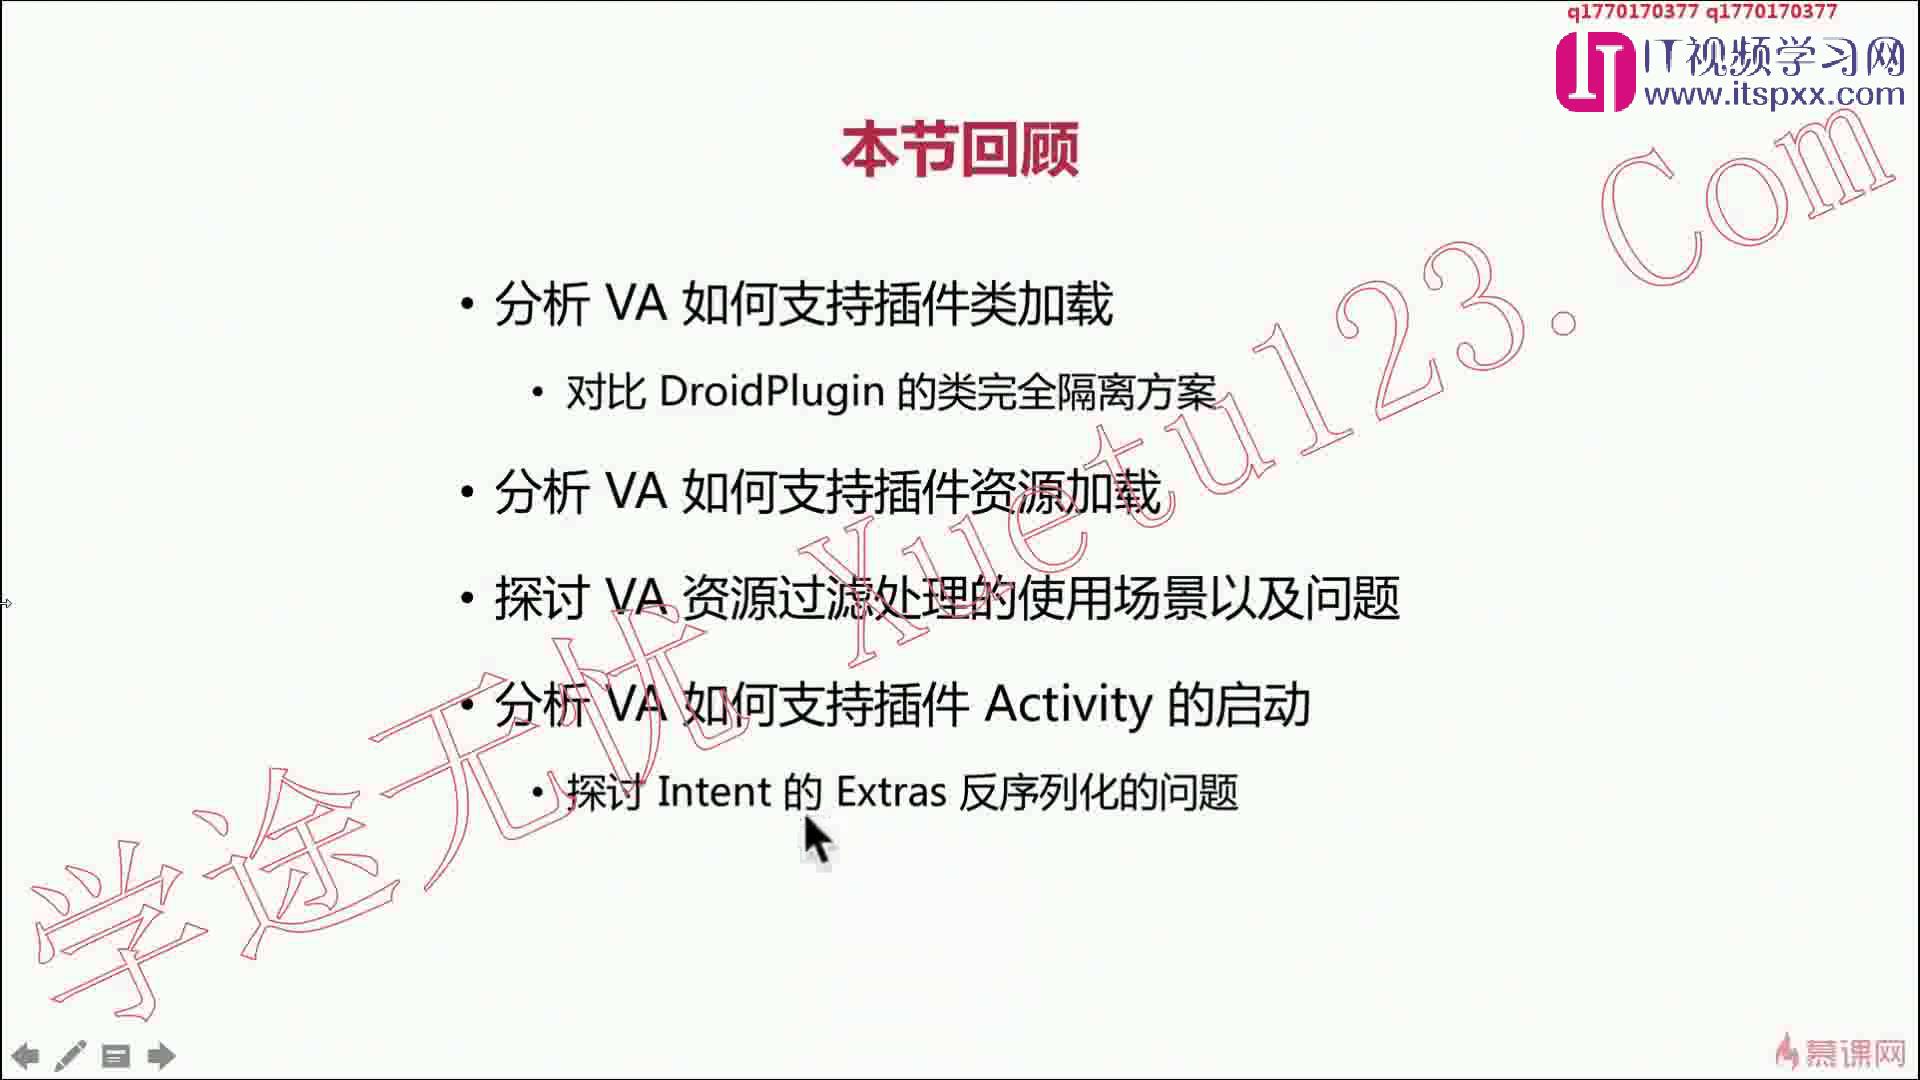 q1770170377 q1770170377
IT视频学习网
www.itspxx.com
本节回顾
• 分析 VA 如何支持插件类加载
• 对比 DroidPlugin 的类完全隔离方案
• 分析 VA 如何支持插件资源加载
• 探讨 VA 资源过滤处理的使用场景以及问题
• 分析 VA 如何支持插件 Activity 的启动
• 探讨 Intent 的 Extras 反序列化的问题
学途无忧 Xuetu123.Com
慕课网